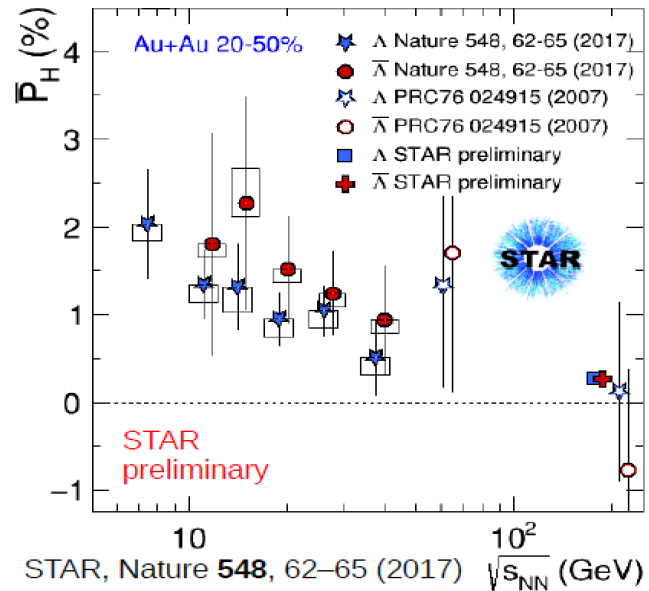 P̅_H (%)
4
3
2
1
0
−1
Au+Au 20-50%
Λ Nature 548, 62-65 (2017)
Λ̅ Nature 548, 62-65 (2017)
Λ PRC76 024915 (2007)
Λ̅ PRC76 024915 (2007)
Λ STAR preliminary
Λ̅ STAR preliminary
STAR
STAR
preliminary
10
10²
STAR, Nature 548, 62–65 (2017) √s_NN (GeV)